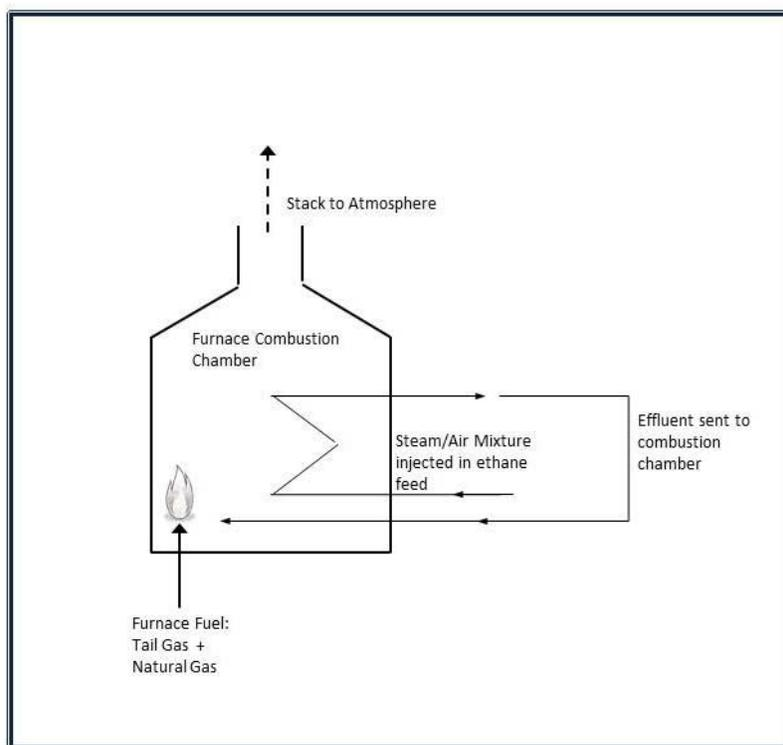 Stack to Atmosphere
Furnace Combustion
Chamber
Steam/Air Mixture
injected in ethane
feed
Effluent sent to
combustion
chamber
Furnace Fuel:
Tail Gas +
Natural Gas